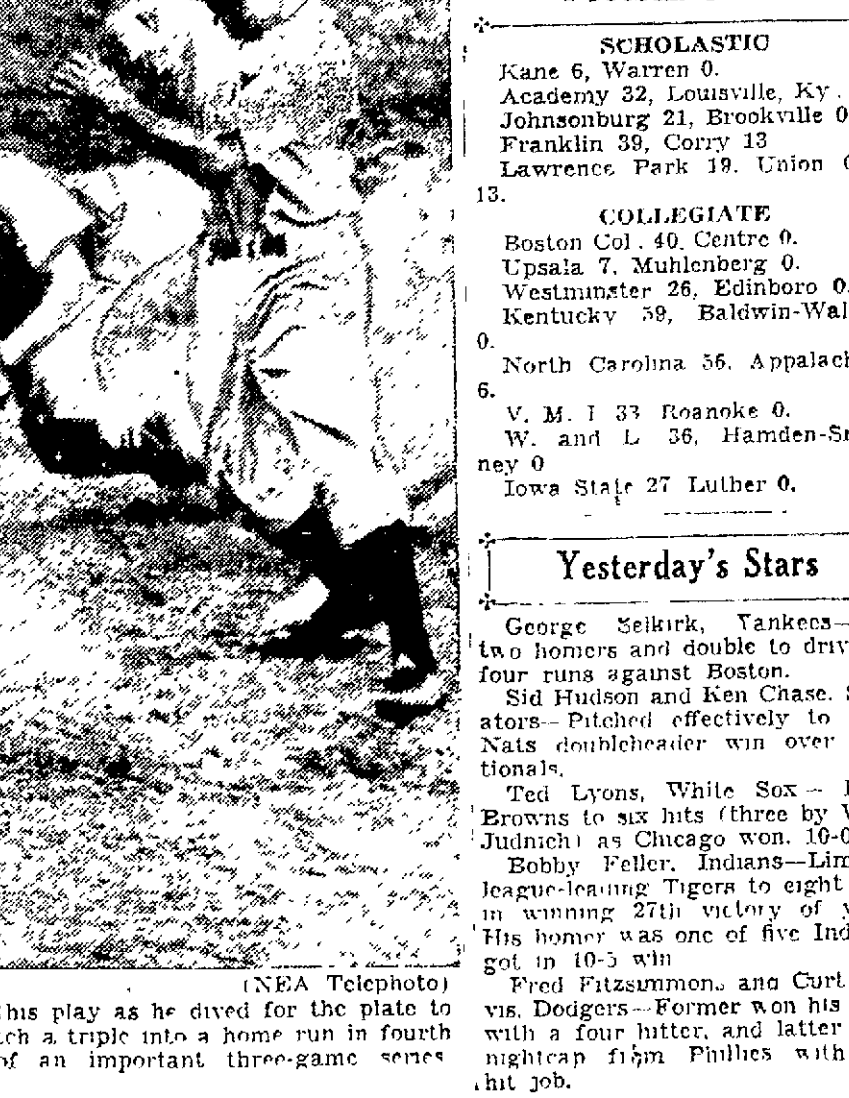 SCHOLASTIC
Kane 6, Warren 0.
Academy 32, Louisville, Ky.
Johnsonburg 21, Brookville 0
Franklin 39, Corry 13
Lawrence Park 19. Union
13.
COLLEGIATE
Boston Col. 40. Centre 0.
Upsala 7, Muhlenberg 0.
Westminster 26, Edinboro 0.
Kentucky 59, Baldwin-Wal
0.
North Carolina 56. Appalach
6.
V. M. I 33 Roanoke 0.
W. and L 36, Hamden-S
ney 0
Iowa State 27 Luther 0.
Yesterday's Stars
George Selkirk, Yankees—
two homers and double to driv
four runs against Boston.
Sid Hudson and Ken Chase.
ators—Pitched effectively to
Nats doubleheader win over
tionals.
Ted Lyons, White Sox —
Browns to six hits (three by
Judnich) as Chicago won. 10-0
Bobby Feller, Indians—Lim
league-leading Tigers to eight
in winning 27th victory of
His homer was one of five Ind
got in 10-5 win
Fred Fitzsimmons and Curt
vis, Dodgers—Former won his
with a four hitter, and latter
nightcap from Phillies with
hit job.
(NEA Telephoto)
his play as he dived for the plate to
tch a triple into a home run in fourth
of an important three-game series